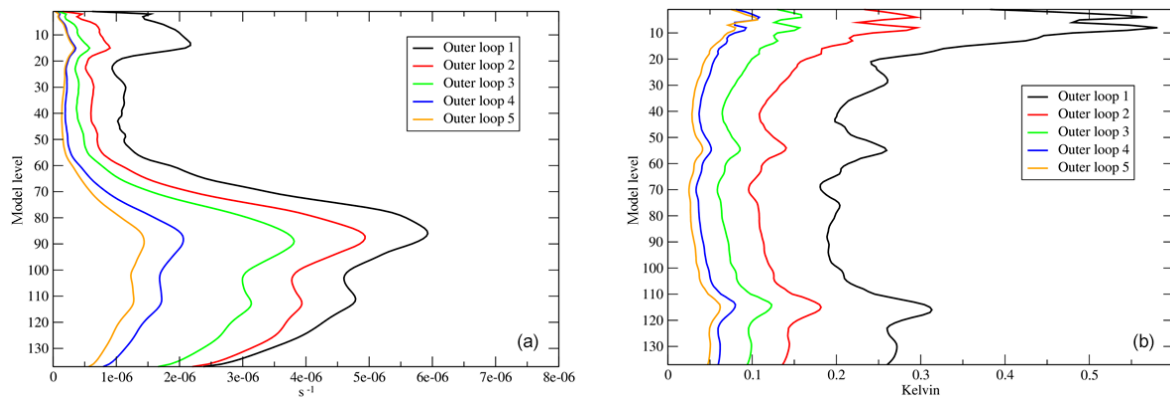 10
20
30
40
50
60
70
80
90
100
110
120
130
Model level
Outer loop 1
Outer loop 2
Outer loop 3
Outer loop 4
Outer loop 5
(a)
0 1e-06 2e-06 3e-06 4e-06 5e-06 6e-06 7e-06 8e-06
s⁻¹
10
20
30
40
50
60
70
80
90
100
110
120
130
Model level
Outer loop 1
Outer loop 2
Outer loop 3
Outer loop 4
Outer loop 5
(b)
0 0.1 0.2 0.3 0.4 0.5
Kelvin